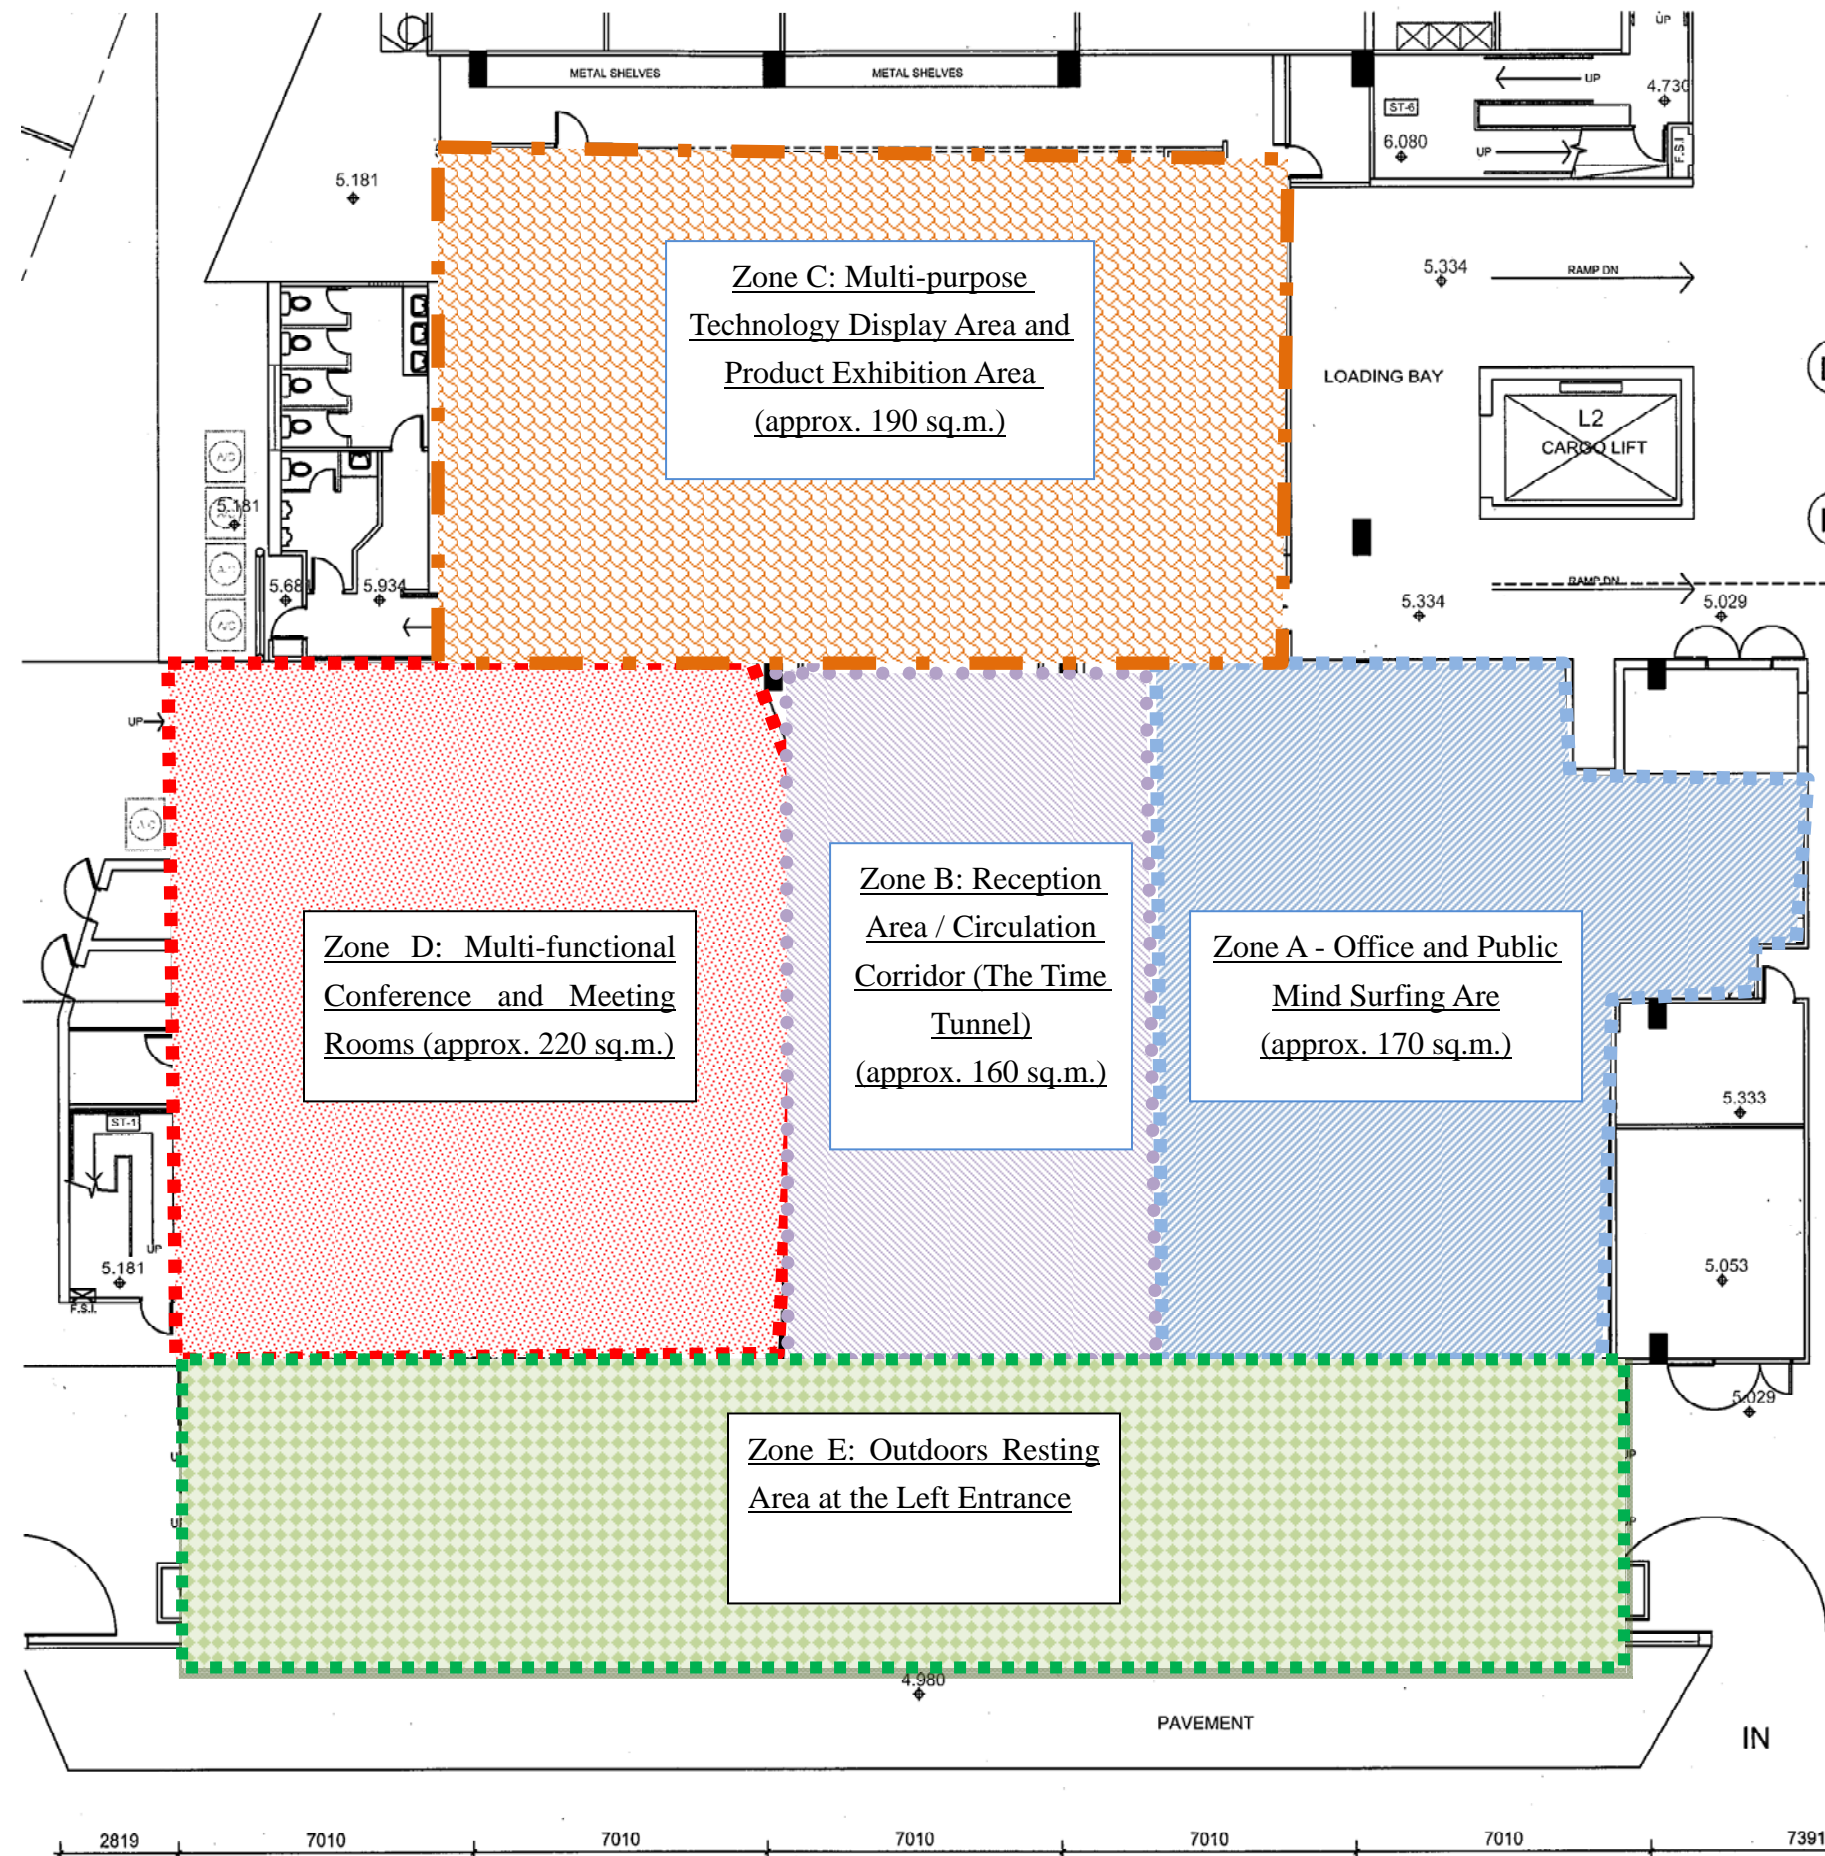 UP
METAL SHELVES
METAL SHELVES
UP
4.730
ST-6
6.080
UP
F.S.I
5.181
Zone C: Multi-purpose
Technology Display Area and
Product Exhibition Area
(approx. 190 sq.m.)
5.334
RAMP DN
LOADING BAY
L2
CARGO LIFT
A/C
5.181
A/C
A/C
A/C
5.934
RAMP DN
5.334
5.029
UP
A/C
Zone B: Reception
Area / Circulation
Corridor (The Time
Tunnel)
(approx. 160 sq.m.)
Zone D: Multi-functional
Conference and Meeting
Rooms (approx. 220 sq.m.)
Zone A - Office and Public
Mind Surfing Are
(approx. 170 sq.m.)
5.333
ST-1
UP
5.181
F.S.I.
5.053
5.029
Zone E: Outdoors Resting
Area at the Left Entrance
4.980
PAVEMENT
IN
2819
7010
7010
7010
7010
7010
7391